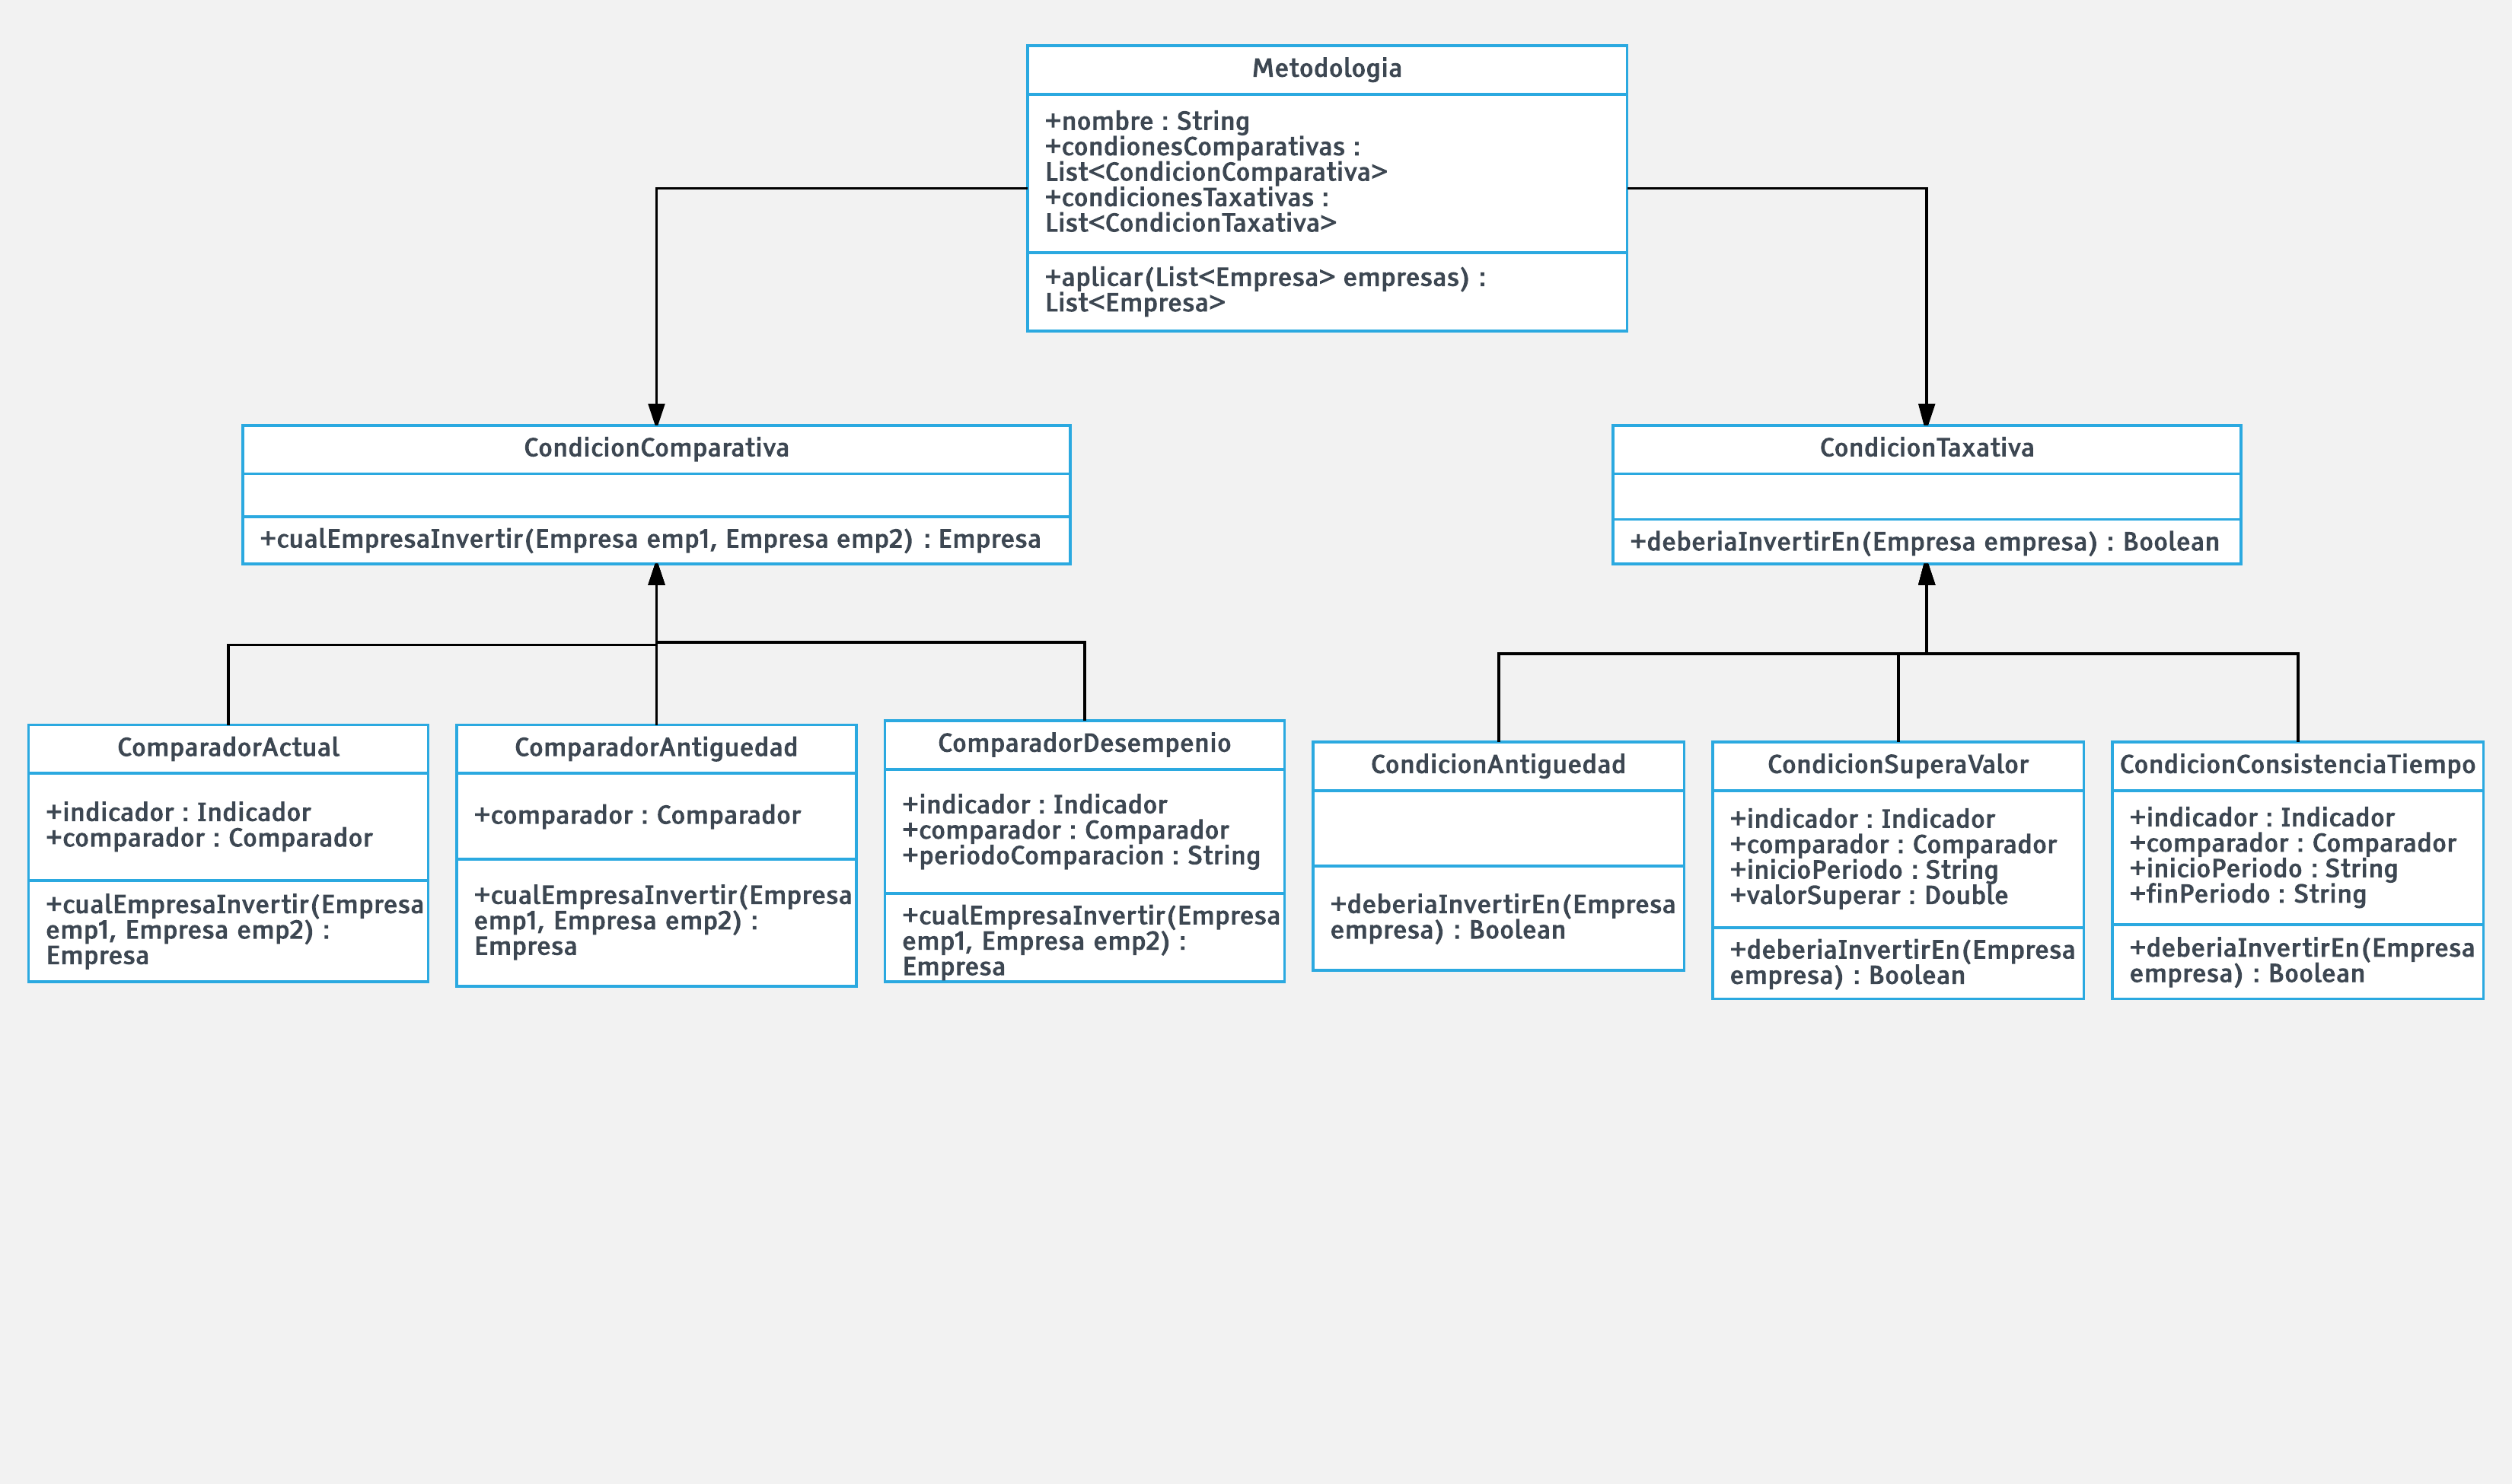 Metodologia
+nombre : String
+condionesComparativas :
List<CondicionComparativa>
+condicionesTaxativas :
List<CondicionTaxativa>
+aplicar(List<Empresa> empresas) :
List<Empresa>
CondicionComparativa
+cualEmpresaInvertir(Empresa emp1, Empresa emp2) : Empresa
CondicionTaxativa
+deberiaInvertirEn(Empresa empresa) : Boolean
ComparadorActual
+indicador : Indicador
+comparador : Comparador
+cualEmpresaInvertir(Empresa
emp1, Empresa emp2) :
Empresa
ComparadorAntiguedad
+comparador : Comparador
+cualEmpresaInvertir(Empresa
emp1, Empresa emp2) :
Empresa
ComparadorDesempenio
+indicador : Indicador
+comparador : Comparador
+periodoComparacion : String
+cualEmpresaInvertir(Empresa
emp1, Empresa emp2) :
Empresa
CondicionAntiguedad
+deberiaInvertirEn(Empresa
empresa) : Boolean
CondicionSuperaValor
+indicador : Indicador
+comparador : Comparador
+inicioPeriodo : String
+valorSuperar : Double
+deberiaInvertirEn(Empresa
empresa) : Boolean
CondicionConsistenciaTiempo
+indicador : Indicador
+comparador : Comparador
+inicioPeriodo : String
+finPeriodo : String
+deberiaInvertirEn(Empresa
empresa) : Boolean